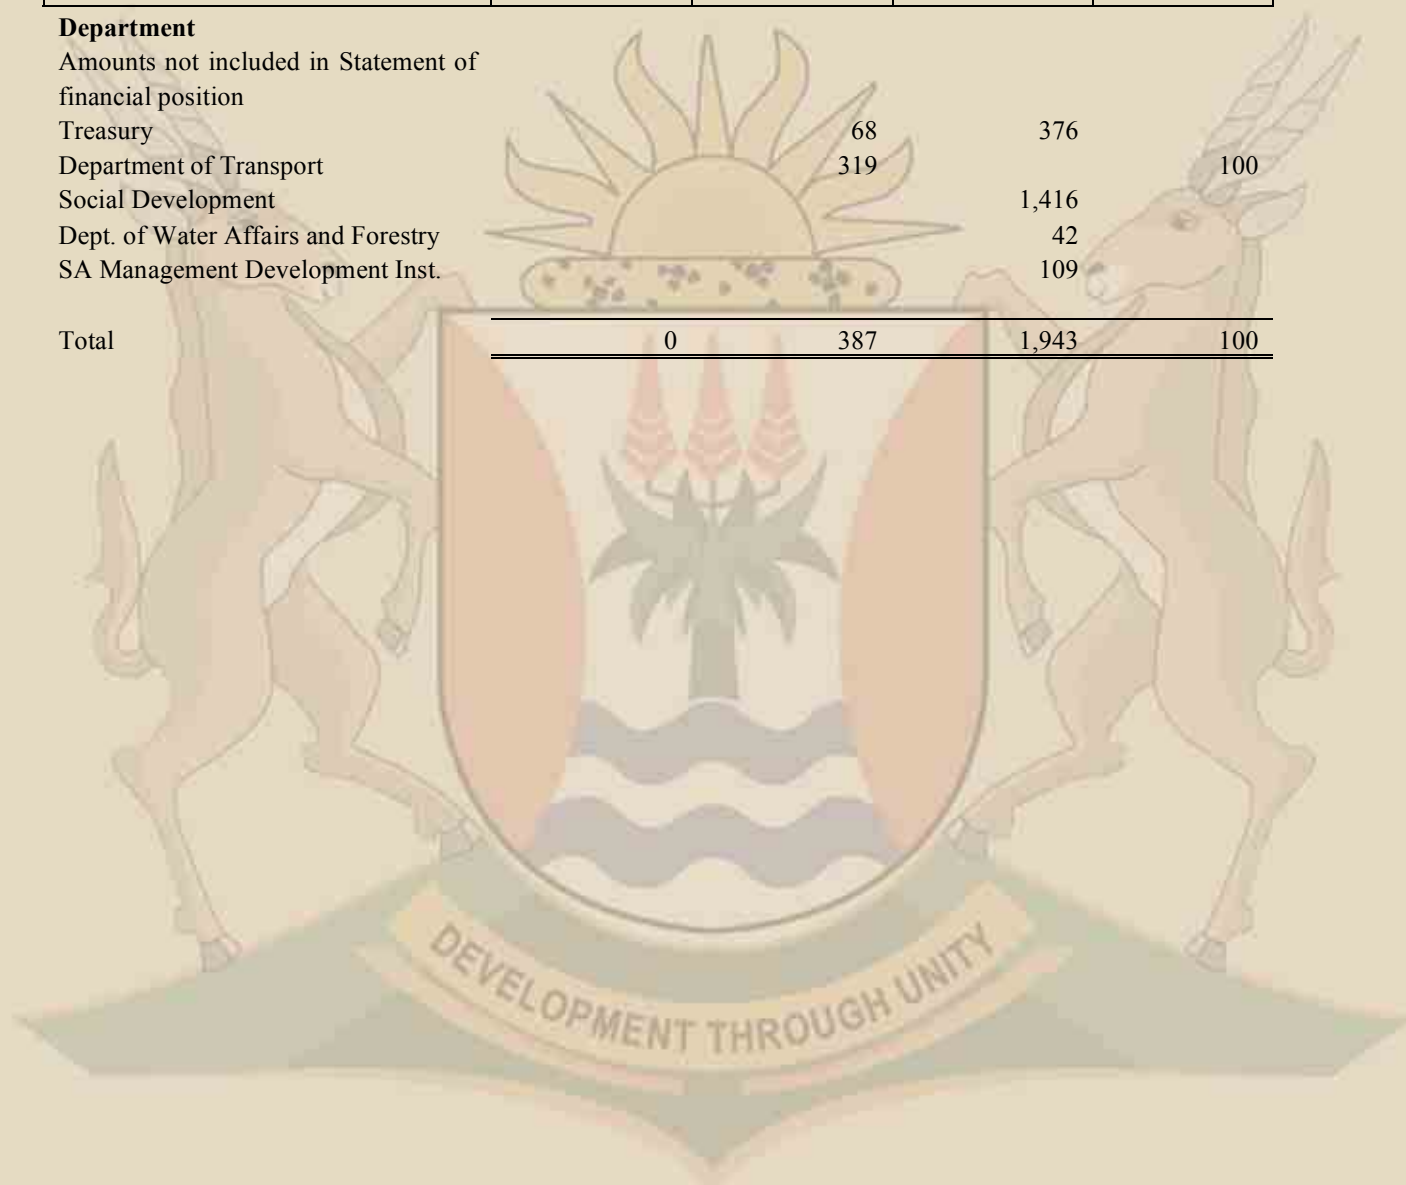 Department
Amounts not included in Statement of
financial position
Treasury 68 376
Department of Transport 319 100
Social Development 1,416
Dept. of Water Affairs and Forestry 42
SA Management Development Inst. 109
Total 0 387 1,943 100
DEVELOPMENT THROUGH UNITY